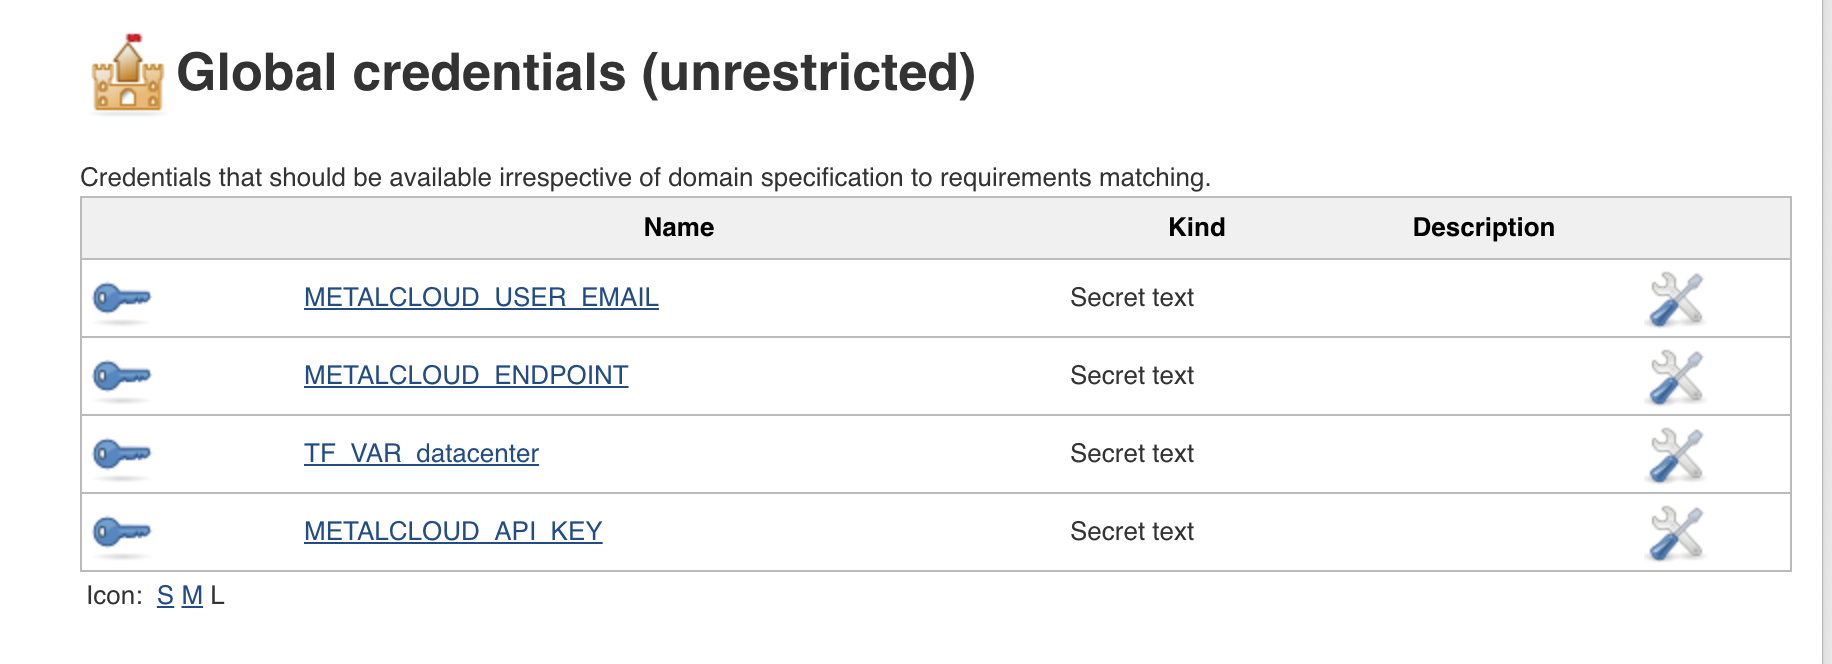 Global credentials (unrestricted)
Credentials that should be available irrespective of domain specification to requirements matching.
Name Kind Description
METALCLOUD_USER_EMAIL Secret text
METALCLOUD_ENDPOINT Secret text
TF_VAR_datacenter Secret text
METALCLOUD_API_KEY Secret text
Icon: S M L